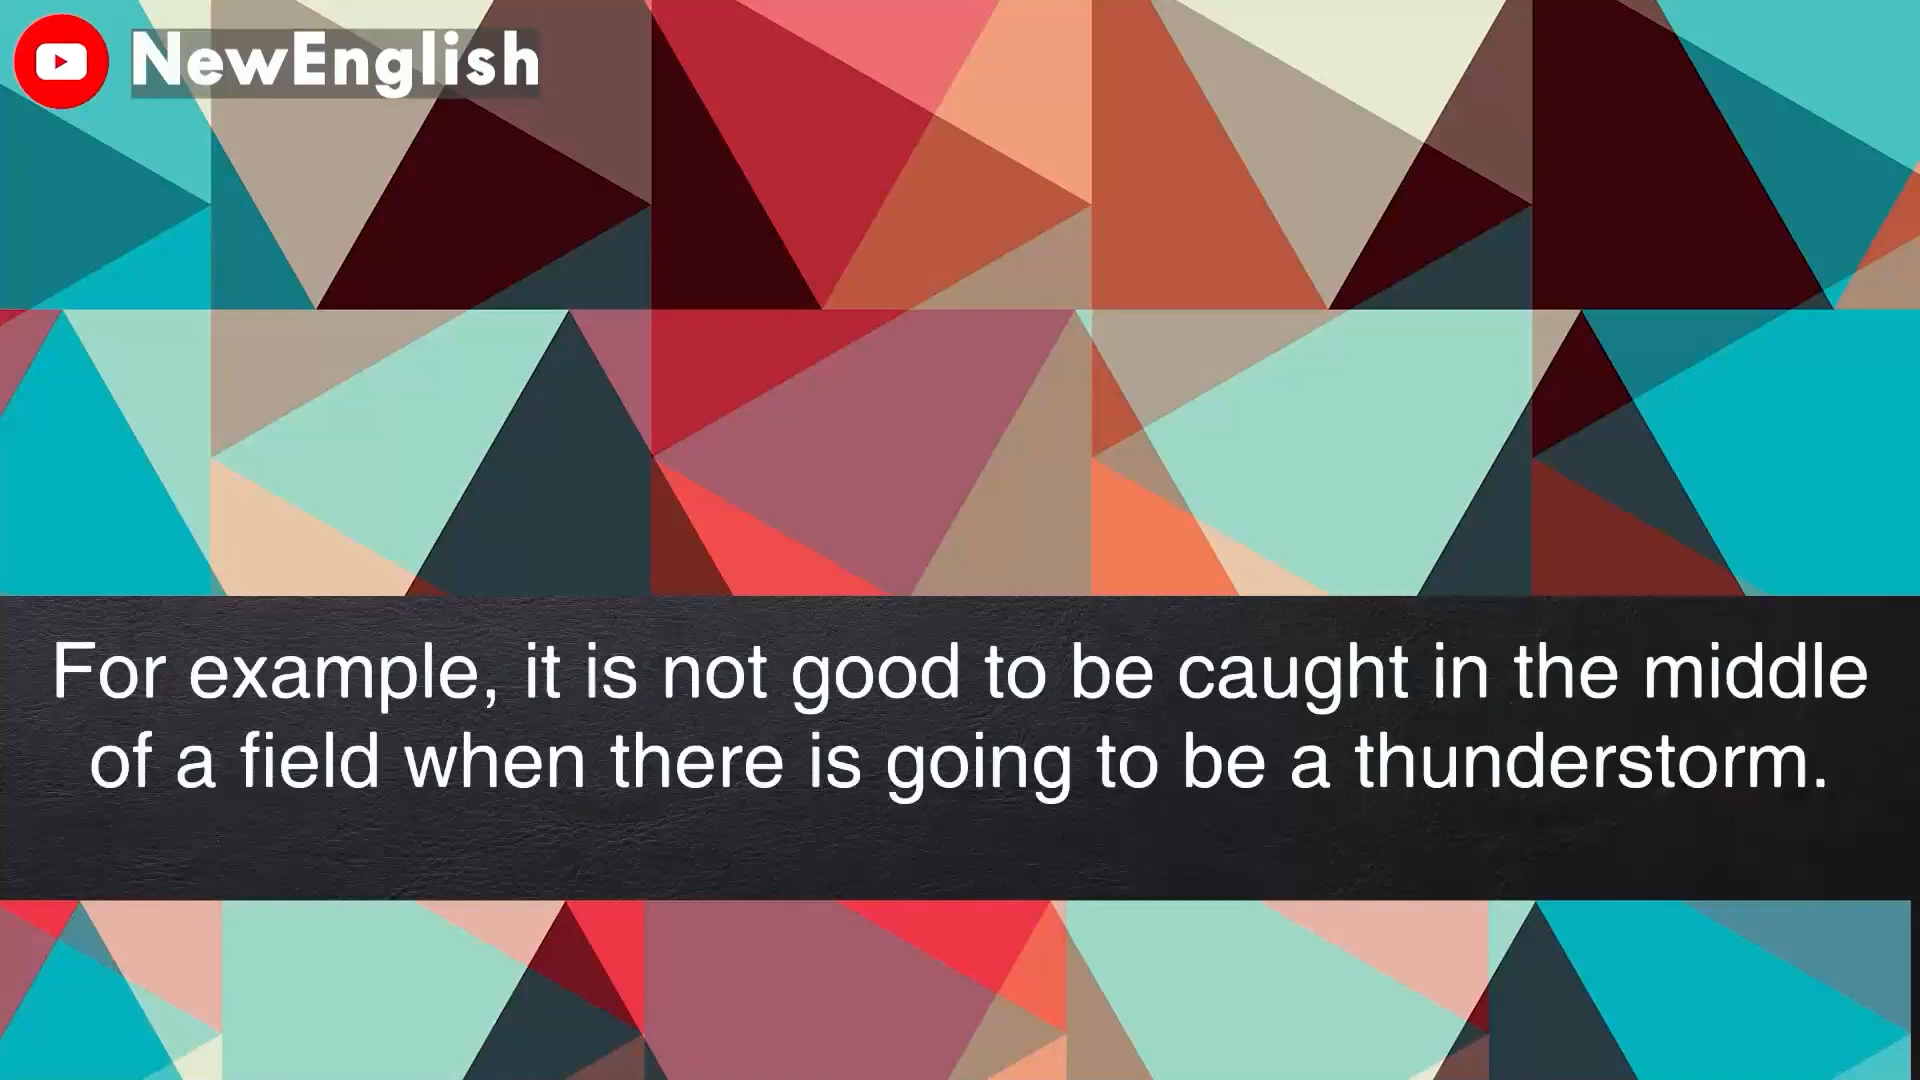 NewEnglish
For example, it is not good to be caught in the middle
of a field when there is going to be a thunderstorm.